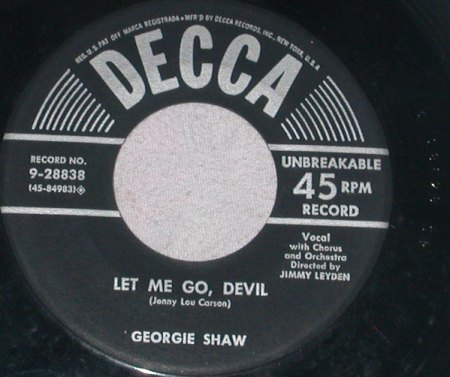 REG. U.S. PAT. OFF. MARCA REGISTRADA • MF'D BY DECCA RECORDS, INC., NEW YORK, U.S.A.
DECCA
RECORD NO.
9-28838
(45-84983)
UNBREAKABLE
45 RPM
RECORD
Vocal
with Chorus
and Orchestra
Directed by
JIMMY LEYDEN
LET ME GO, DEVIL
(Jenny Lou Carson)
GEORGIE SHAW